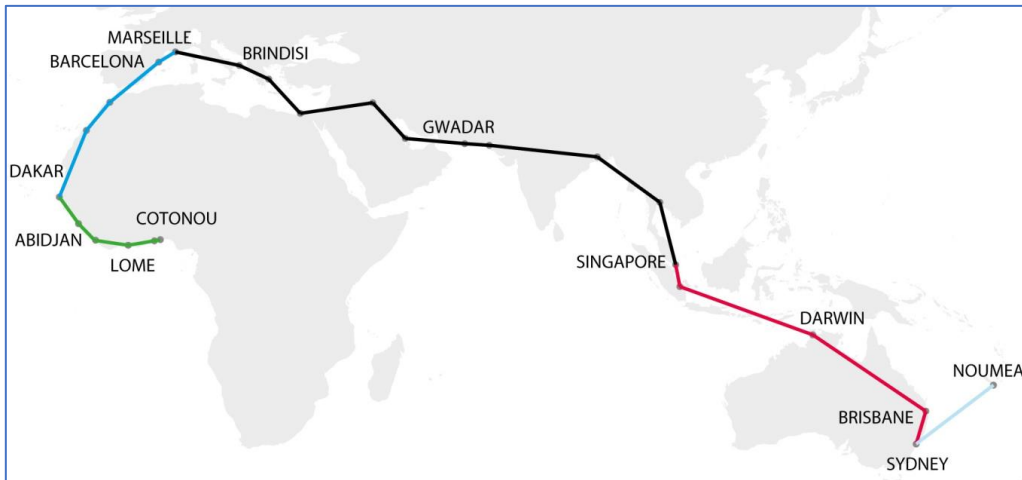 MARSEILLE
BRINDISI
BARCELONA
GWADAR
DAKAR
COTONOU
ABIDJAN
LOME
SINGAPORE
DARWIN
NOUMEA
BRISBANE
SYDNEY